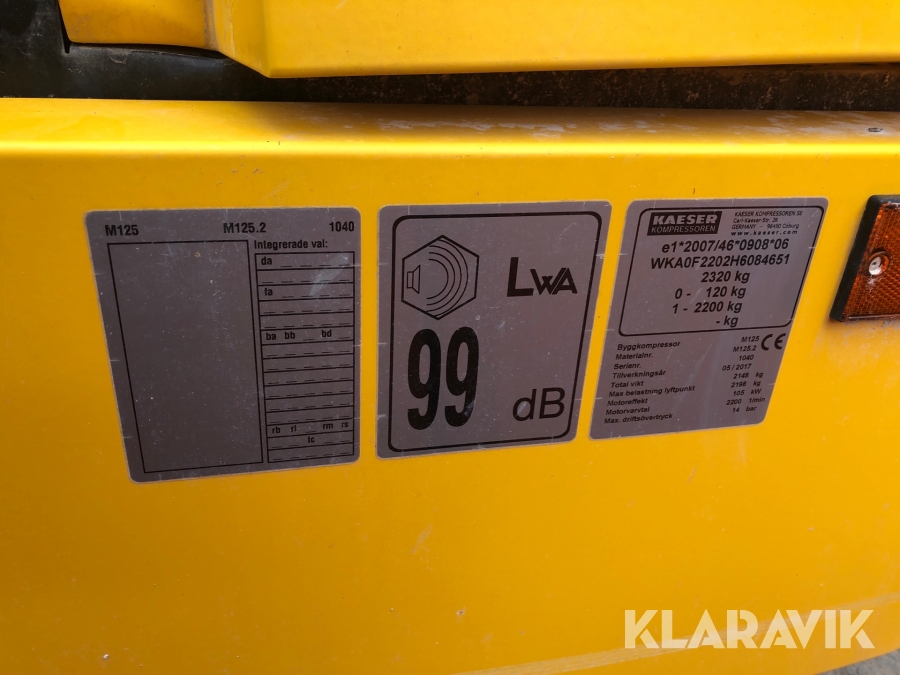 M125 M125.2 1040
Integrerade val:
da
fa
ba bb bd
rb rl rm rs
tc
LWA
99
dB
KAESER
KOMPRESSOREN
KAESER KOMPRESSOREN SE
Carl-Kaeser-Str. 26
GERMANY - 96450 Coburg
www.kaeser.com
e1*2007/46*0908*06
WKA0F2202H6084651
2320 kg
0 - 120 kg
1 - 2200 kg
- kg
Byggkompressor M125 CE
Materialnr. M125.2
Serienr. 1040
Tillverkningsår 05 / 2017
Total vikt 2148 kg
Max belastning lyftpunkt 2198 kg
Motoreffekt 105 kW
Motorvarvtal 2200 1/min
Max. driftsövertryck 14 bar
KLARAVIK